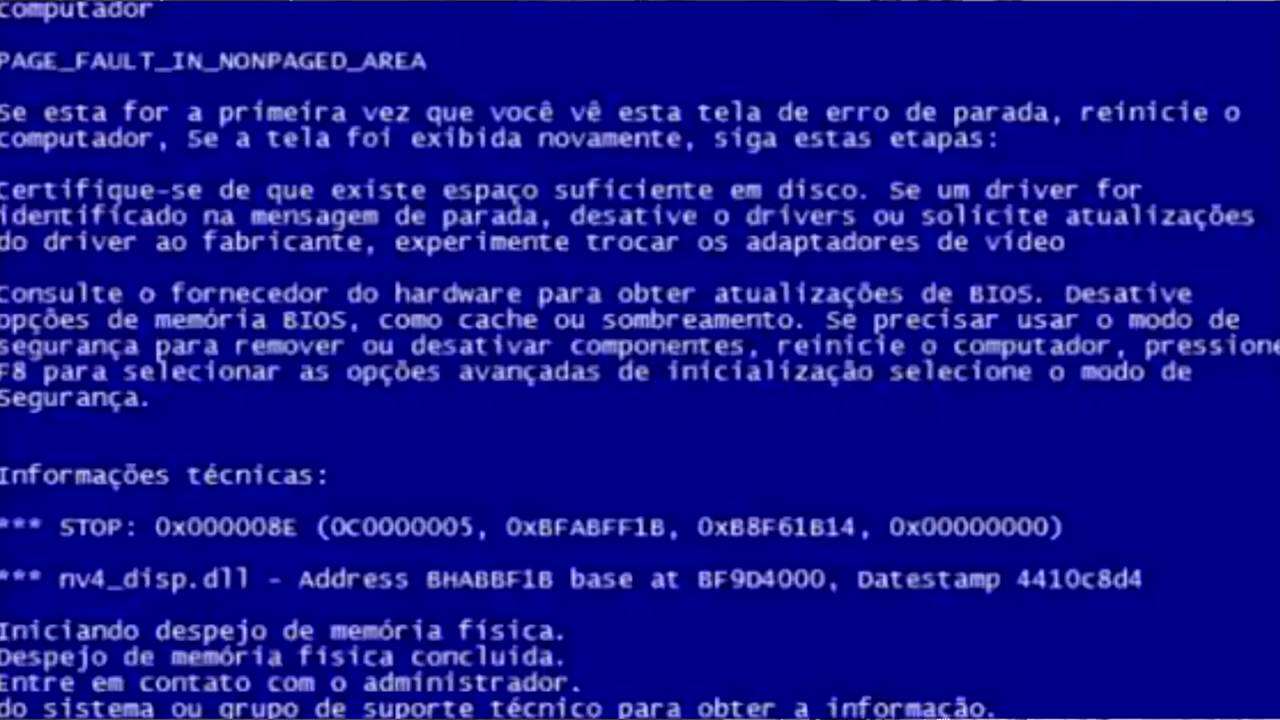 computador
PAGE_FAULT_IN_NONPAGED_AREA
Se esta for a primeira vez que você vê esta tela de erro de parada, reinicie o
computador, Se a tela foi exibida novamente, siga estas etapas:
Certifique-se de que existe espaço suficiente em disco. Se um driver for
identificado na mensagem de parada, desative o drivers ou solicite atualizações
do driver ao fabricante, experimente trocar os adaptadores de vídeo
Consulte o fornecedor do hardware para obter atualizações de BIOS. Desative
opções de memória BIOS, como cache ou sombreamento. Se precisar usar o modo de
segurança para remover ou desativar componentes, reinicie o computador, pressione
F8 para selecionar as opções avançadas de inicialização selecione o modo de
Segurança.
Informações técnicas:
*** STOP: 0x000008E (0C0000005, 0xBFABFF1B, 0xB8F61B14, 0x00000000)
*** nv4_disp.dll - Address BHABBF1B base at BF9D4000, Datestamp 4410c8d4
Iniciando despejo de memória física.
Despejo de memória física concluída.
Entre em contato com o administrador.
do sistema ou grupo de suporte técnico para obter a informação.